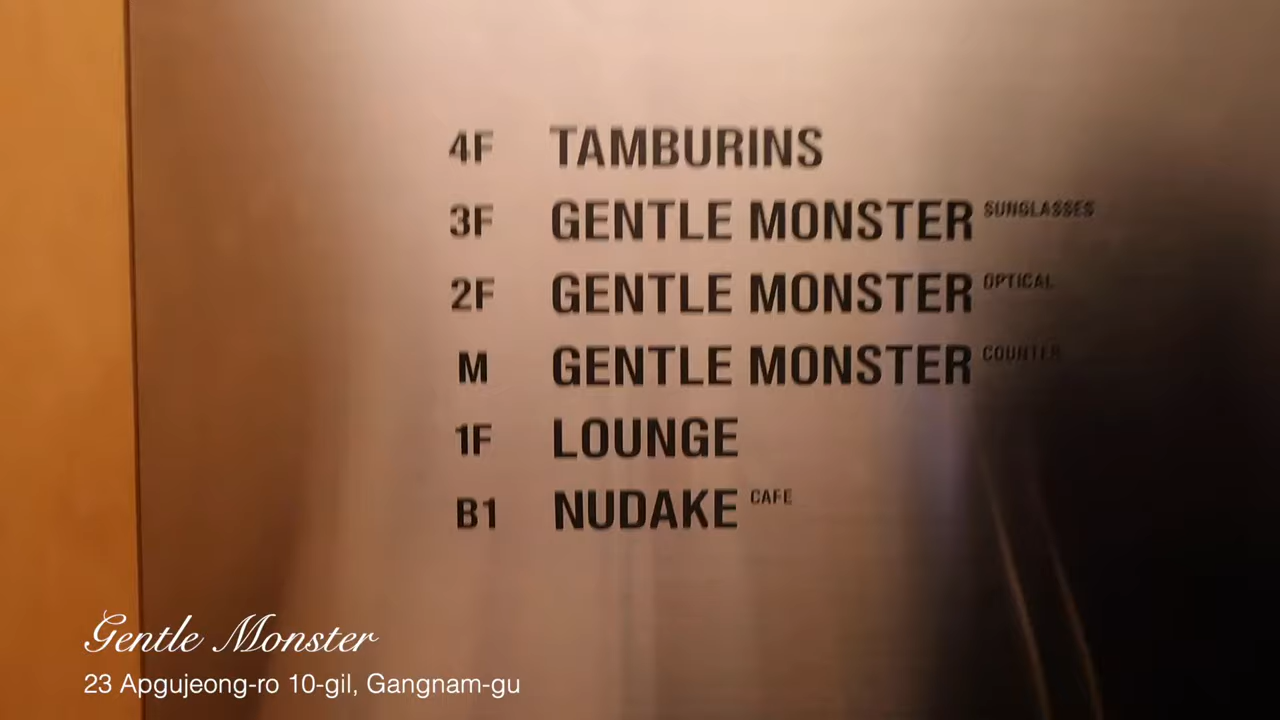 4F TAMBURINS
3F GENTLE MONSTER SUNGLASSES
2F GENTLE MONSTER OPTICAL
M GENTLE MONSTER COUNTER
1F LOUNGE
B1 NUDAKE CAFE
Gentle Monster
23 Apgujeong-ro 10-gil, Gangnam-gu